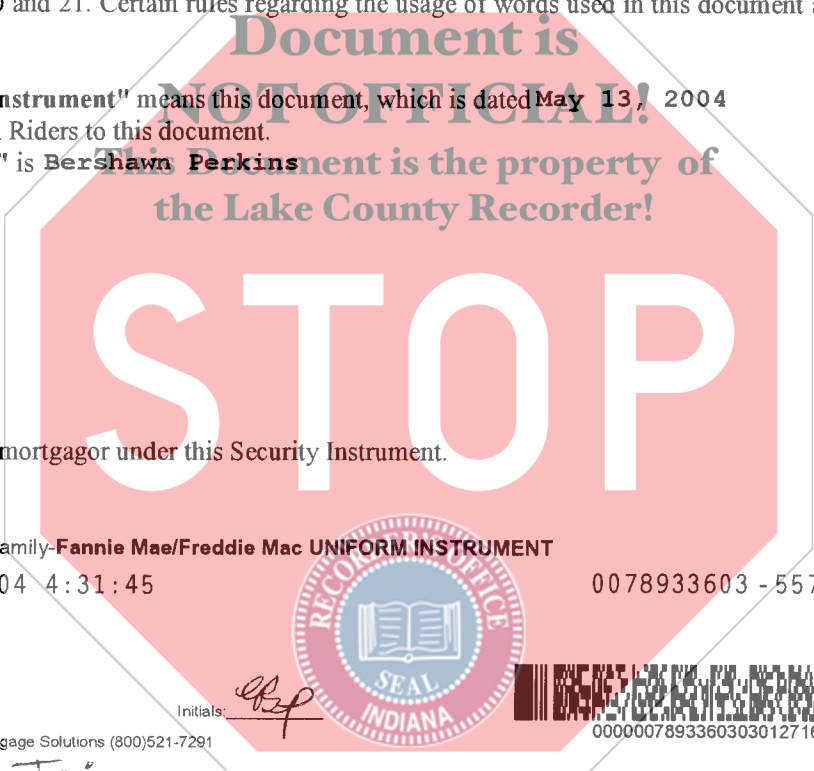 and 21. Certain rules regarding the usage of words used in this document
Document is
NOT OFFICIAL!
nstrument" means this document, which is dated May 13, 2004
Riders to this document.
" is Bershawn Perkins
This Document is the property of
the Lake County Recorder!
STOP
mortgagor under this Security Instrument.
amily-Fannie Mae/Freddie Mac UNIFORM INSTRUMENT
04 4:31:45
0078933603 - 557
RECORDER'S OFFICE
SEAL
INDIANA
Initials:
gage Solutions (800)521-7291
0000007893360303012716